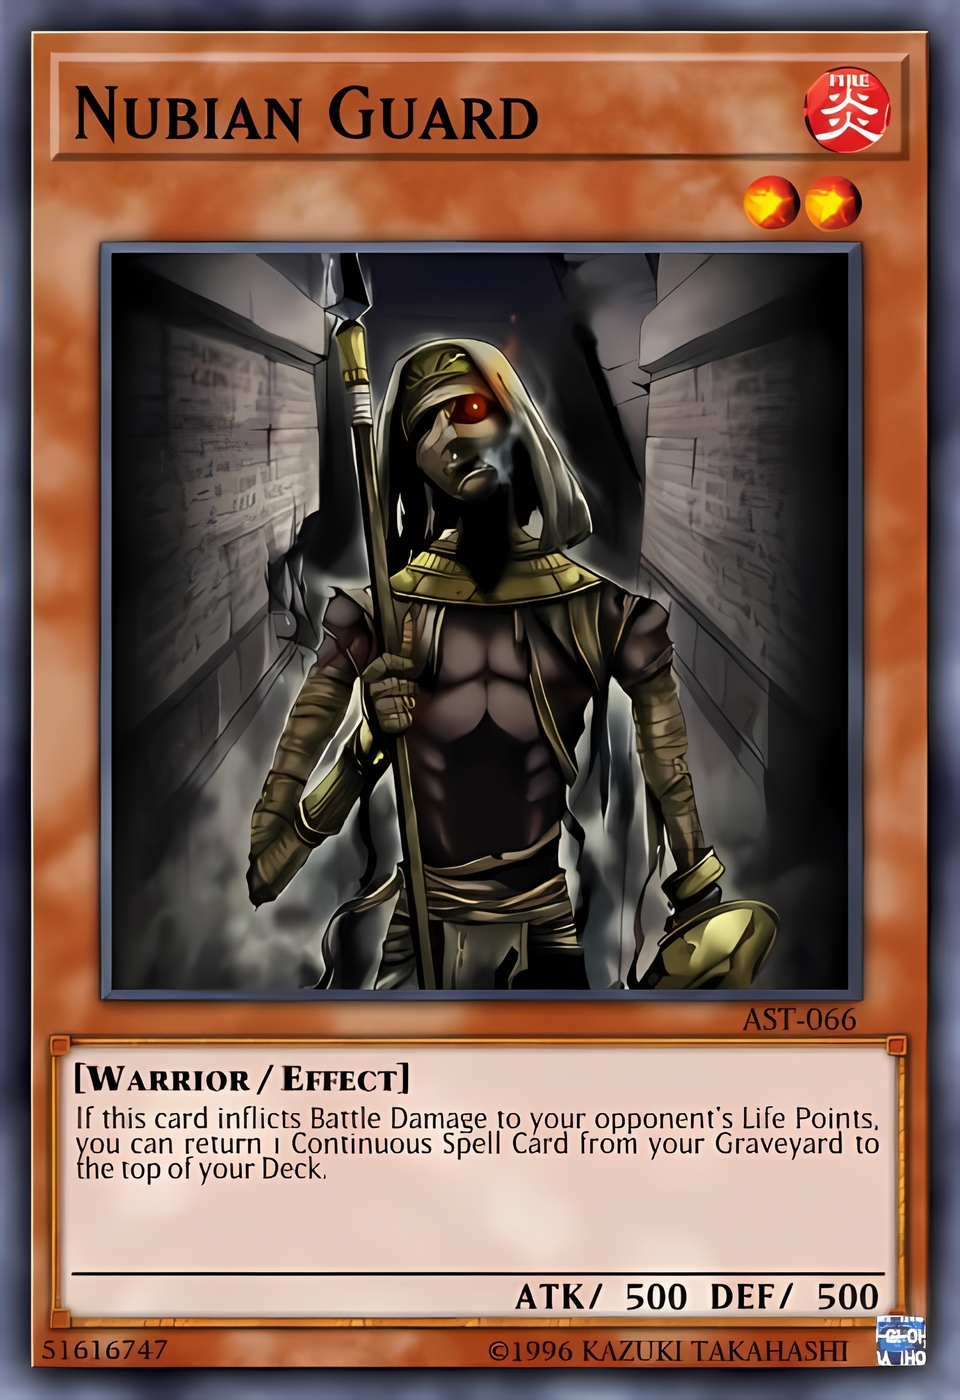 NUBIAN GUARD
炎
AST-066
[WARRIOR / EFFECT]
If this card inflicts Battle Damage to your opponent's Life Points,
you can return 1 Continuous Spell Card from your Graveyard to
the top of your Deck.
ATK/ 500 DEF/ 500
51616747
©1996 KAZUKI TAKAHASHI